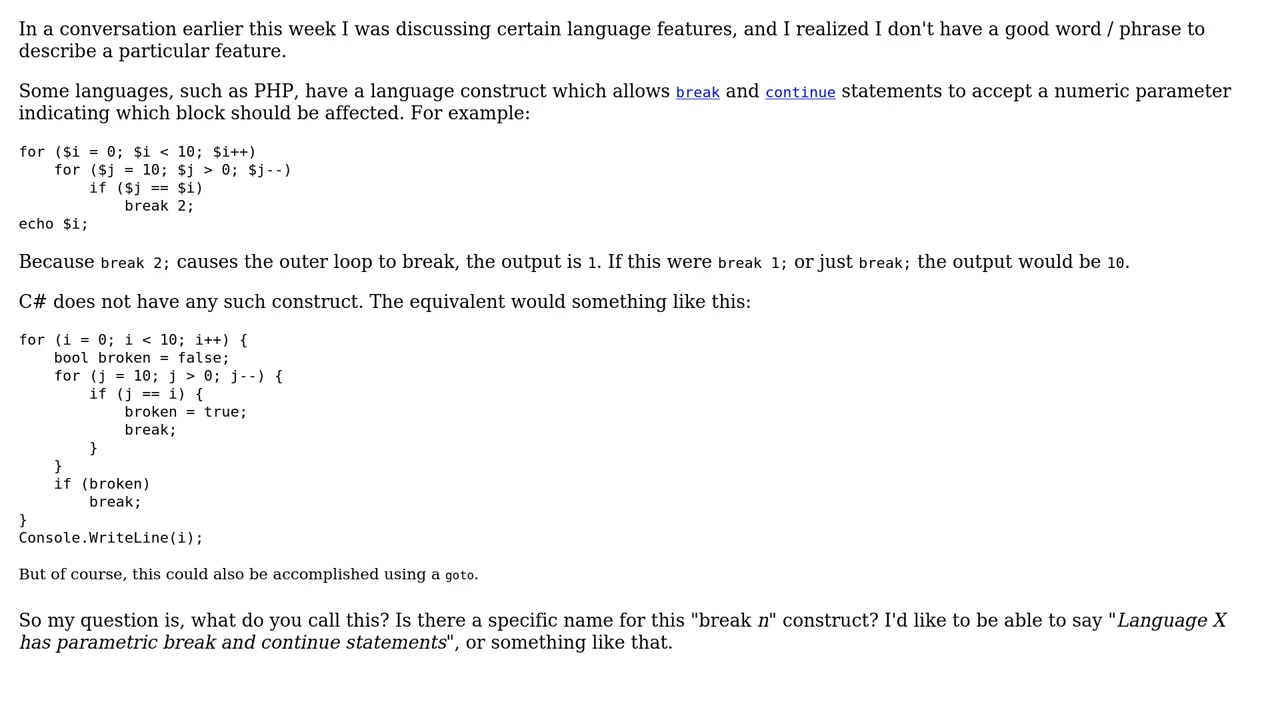 In a conversation earlier this week I was discussing certain language features, and I realized I don't have a good word / phrase to
describe a particular feature.
Some languages, such as PHP, have a language construct which allows break and continue statements to accept a numeric parameter
indicating which block should be affected. For example:
for ($i = 0; $i < 10; $i++)
    for ($j = 10; $j > 0; $j--)
        if ($j == $i)
            break 2;
echo $i;
Because break 2; causes the outer loop to break, the output is 1. If this were break 1; or just break; the output would be 10.
C# does not have any such construct. The equivalent would something like this:
for (i = 0; i < 10; i++) {
    bool broken = false;
    for (j = 10; j > 0; j--) {
        if (j == i) {
            broken = true;
            break;
        }
    }
    if (broken)
        break;
}
Console.WriteLine(i);
But of course, this could also be accomplished using a goto.
So my question is, what do you call this? Is there a specific name for this "break n" construct? I'd like to be able to say "Language X
has parametric break and continue statements", or something like that.